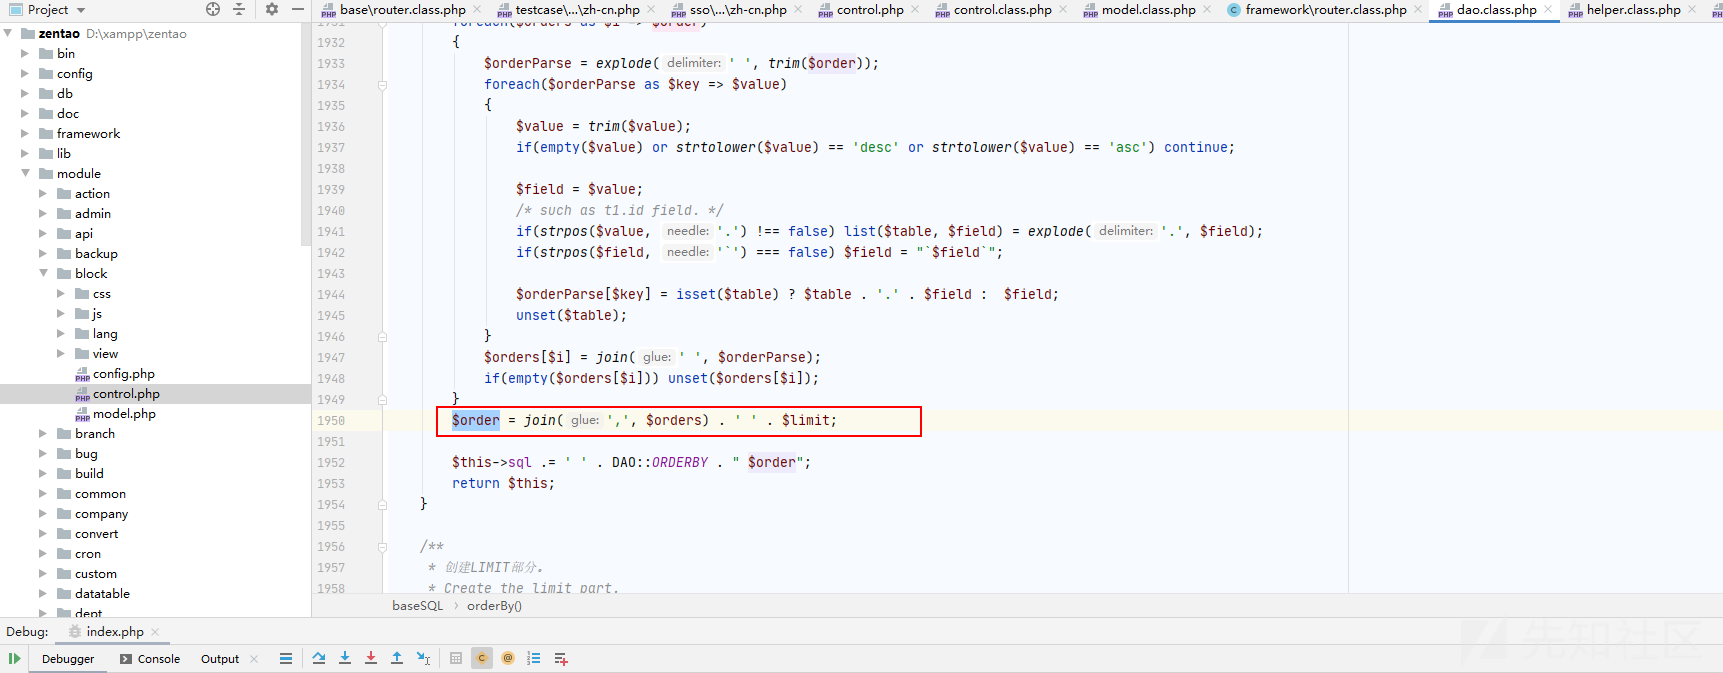 Project
base\router.class.php
testcase\...\zh-cn.php
sso\...\zh-cn.php
control.php
control.class.php
model.class.php
framework\router.class.php
dao.class.php
helper.class.php
zentao D:\xampp\zentao
bin
config
db
doc
framework
lib
module
action
admin
api
backup
block
css
js
lang
view
config.php
control.php
model.php
branch
bug
build
common
company
convert
cron
custom
datatable
dept
1931 foreach($orders as $i => $order)
1932 {
1933 $orderParse = explode( delimiter: ' ', trim($order));
1934 foreach($orderParse as $key => $value)
1935 {
1936 $value = trim($value);
1937 if(empty($value) or strtolower($value) == 'desc' or strtolower($value) == 'asc') continue;
1938
1939 $field = $value;
1940 /* such as t1.id field. */
1941 if(strpos($value, needle: '.') !== false) list($table, $field) = explode( delimiter: '.', $field);
1942 if(strpos($field, needle: '`') === false) $field = "`$field`";
1943
1944 $orderParse[$key] = isset($table) ? $table . '.' . $field :  $field;
1945 unset($table);
1946 }
1947 $orders[$i] = join( glue: ' ', $orderParse);
1948 if(empty($orders[$i])) unset($orders[$i]);
1949 }
1950 $order = join( glue: ',', $orders) . ' ' . $limit;
1951
1952 $this->sql .= ' ' . DAO::ORDERBY . " $order";
1953 return $this;
1954 }
1955
1956 /**
1957 * 创建LIMIT部分。
1958 * Create the limit part.
baseSQL › orderBy()
Debug: index.php
Debugger Console Output
先知社区